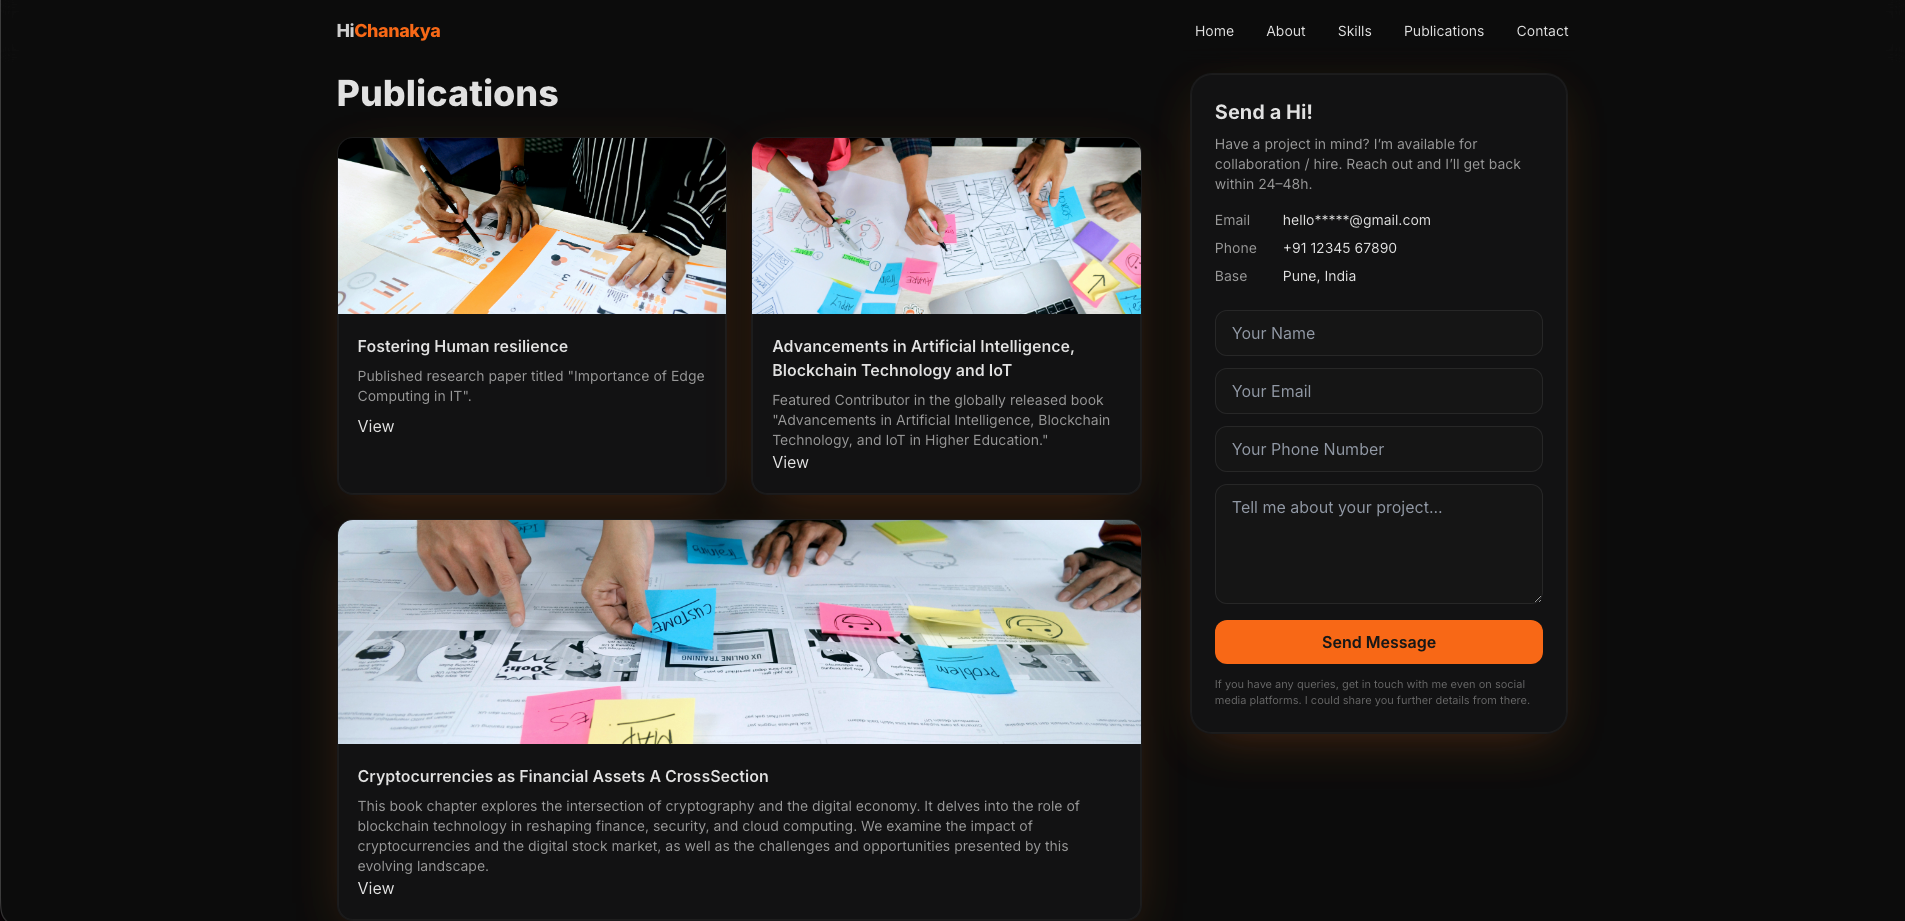 HiChanakya
Home About Skills Publications Contact
Publications
Fostering Human resilience
Published research paper titled "Importance of Edge
Computing in IT".
View
Advancements in Artificial Intelligence,
Blockchain Technology and IoT
Featured Contributor in the globally released book
"Advancements in Artificial Intelligence, Blockchain
Technology, and IoT in Higher Education."
View
CUSTOME
UX ONLINE TRAINING
Problem
Cryptocurrencies as Financial Assets A CrossSection
This book chapter explores the intersection of cryptography and the digital economy. It delves into the role of
blockchain technology in reshaping finance, security, and cloud computing. We examine the impact of
cryptocurrencies and the digital stock market, as well as the challenges and opportunities presented by this
evolving landscape.
View
Send a Hi!
Have a project in mind? I’m available for
collaboration / hire. Reach out and I’ll get back
within 24–48h.
Email hello*****@gmail.com
Phone +91 12345 67890
Base Pune, India
Your Name
Your Email
Your Phone Number
Tell me about your project...
Send Message
If you have any queries, get in touch with me even on social
media platforms. I could share you further details from there.